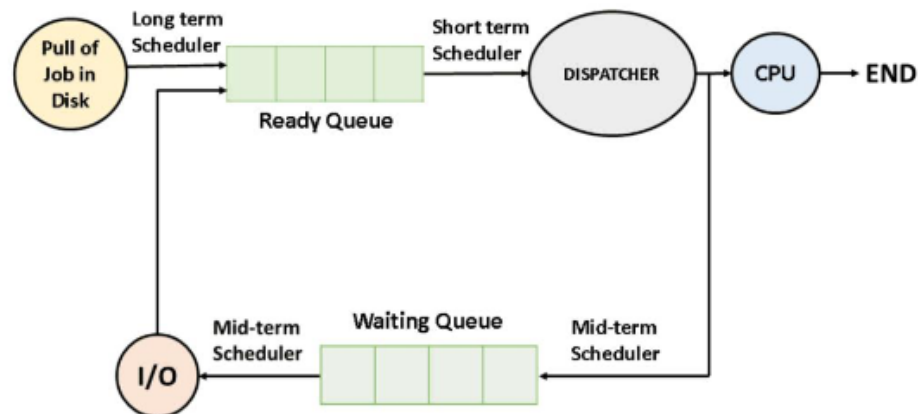 Pull of
Job in
Disk
Long term
Scheduler
Ready Queue
Short term
Scheduler
DISPATCHER
CPU
END
I/O
Mid-term
Scheduler
Waiting Queue
Mid-term
Scheduler